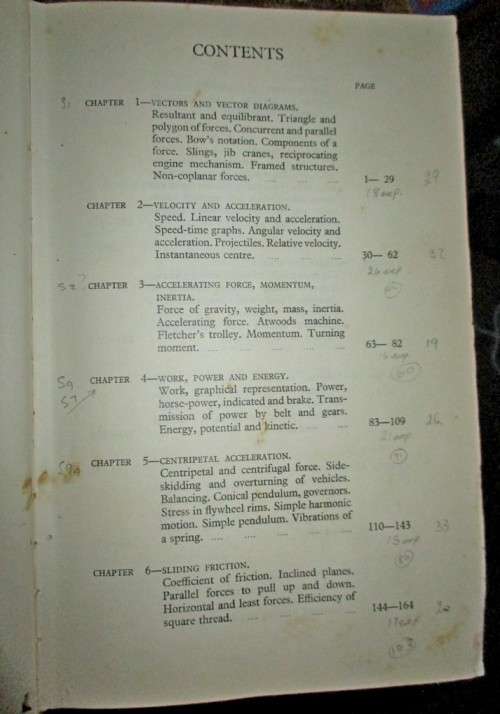 CONTENTS
PAGE
CHAPTER 1—VECTORS AND VECTOR DIAGRAMS.
Resultant and equilibrant. Triangle and
polygon of forces. Concurrent and parallel
forces. Bow's notation. Components of a
force. Slings, jib cranes, reciprocating
engine mechanism. Framed structures.
Non-coplanar forces. .... .... .... 1— 29
CHAPTER 2—VELOCITY AND ACCELERATION.
Speed. Linear velocity and acceleration.
Speed-time graphs. Angular velocity and
acceleration. Projectiles. Relative velocity.
Instantaneous centre. .... .... .... 30— 62
CHAPTER 3—ACCELERATING FORCE, MOMENTUM,
INERTIA.
Force of gravity, weight, mass, inertia.
Accelerating force. Atwoods machine.
Fletcher's trolley. Momentum. Turning
moment. .... .... .... .... 63— 82 19
CHAPTER 4—WORK, POWER AND ENERGY.
Work, graphical representation. Power,
horse-power, indicated and brake. Trans-
mission of power by belt and gears.
Energy, potential and kinetic. .... .... 83—109 26
CHAPTER 5—CENTRIPETAL ACCELERATION.
Centripetal and centrifugal force. Side-
skidding and overturning of vehicles.
Balancing. Conical pendulum, governors.
Stress in flywheel rims. Simple harmonic
motion. Simple pendulum. Vibrations of
a spring. .... .... .... .... 110—143 33
CHAPTER 6—SLIDING FRICTION.
Coefficient of friction. Inclined planes.
Parallel forces to pull up and down.
Horizontal and least forces. Efficiency of
square thread. .... .... .... .... 144—164
103